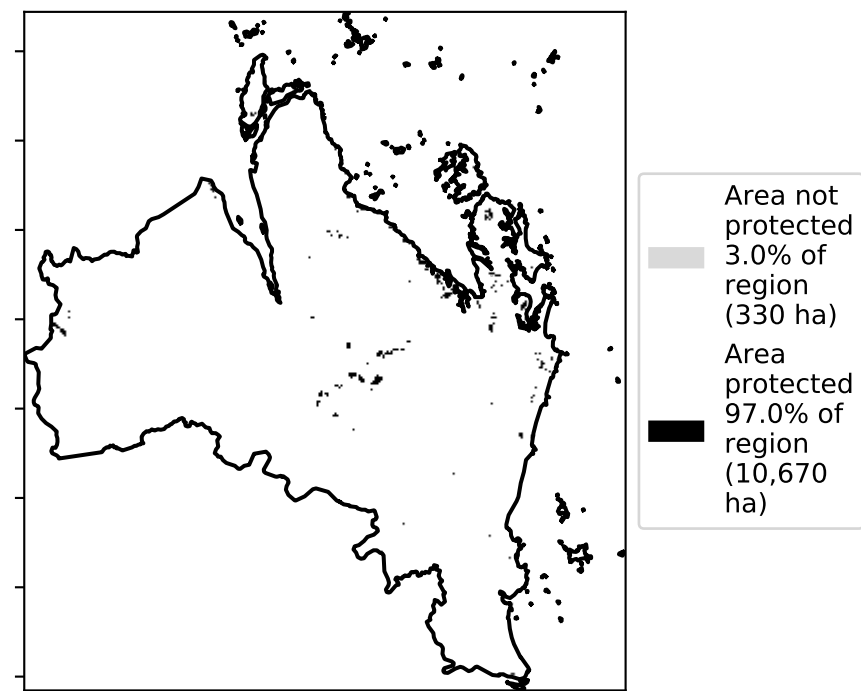 Area not
protected
3.0% of
region
(330 ha)
Area
protected
97.0% of
region
(10,670
ha)